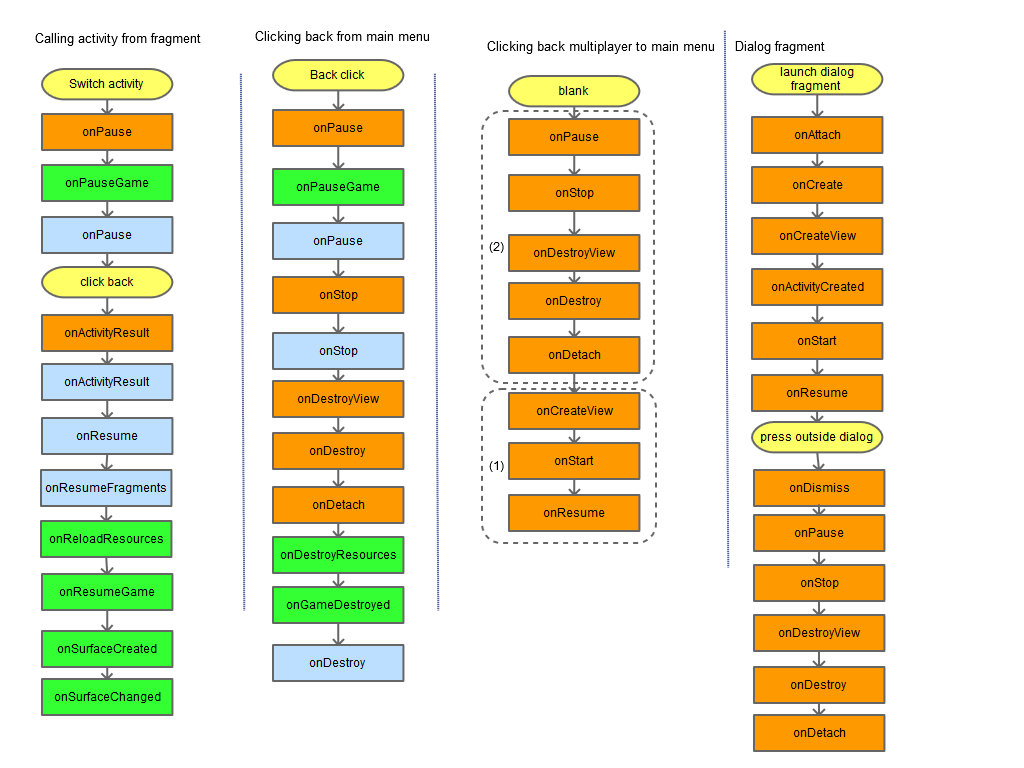 Calling activity from fragment
Switch activity
onPause
onPauseGame
onPause
click back
onActivityResult
onActivityResult
onResume
onResumeFragments
onReloadResources
onResumeGame
onSurfaceCreated
onSurfaceChanged
Clicking back from main menu
Back click
onPause
onPauseGame
onPause
onStop
onStop
onDestroyView
onDestroy
onDetach
onDestroyResources
onGameDestroyed
onDestroy
Clicking back multiplayer to main menu
blank
(2)
onPause
onStop
onDestroyView
onDestroy
onDetach
(1)
onCreateView
onStart
onResume
Dialog fragment
launch dialog
fragment
onAttach
onCreate
onCreateView
onActivityCreated
onStart
onResume
press outside dialog
onDismiss
onPause
onStop
onDestroyView
onDestroy
onDetach